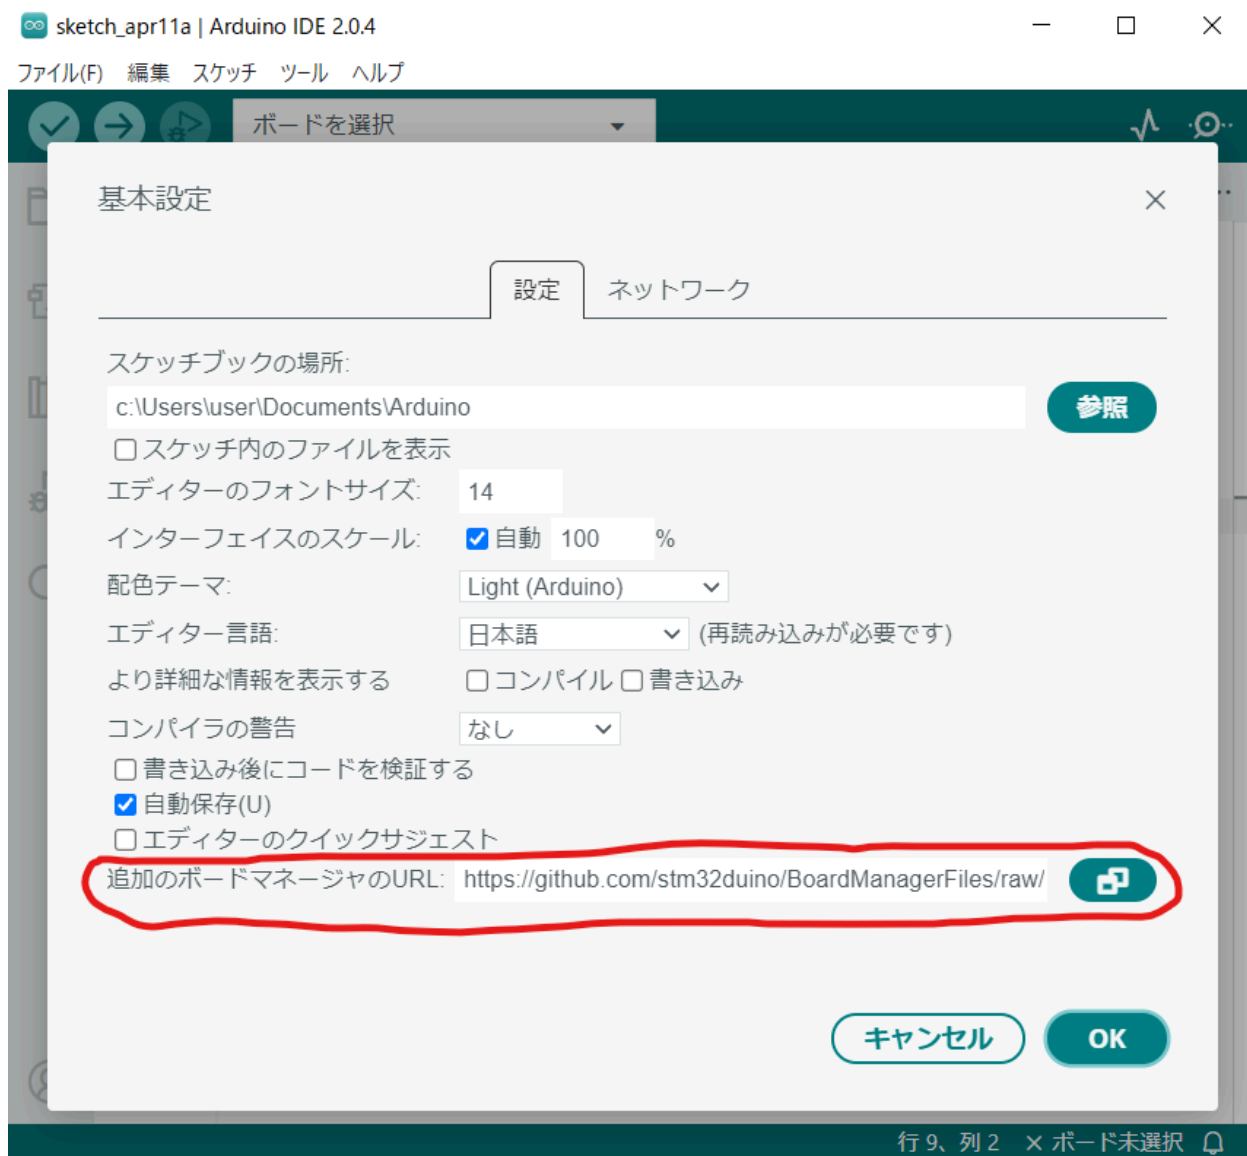 sketch_apr11a | Arduino IDE 2.0.4
ファイル(F) 編集 スケッチ ツール ヘルプ
ボードを選択
基本設定
設定 ネットワーク
スケッチブックの場所:
c:\Users\user\Documents\Arduino 参照
スケッチ内のファイルを表示
エディターのフォントサイズ: 14
インターフェイスのスケール: 自動 100 %
配色テーマ: Light (Arduino)
エディター言語: 日本語 (再読み込みが必要です)
より詳細な情報を表示する コンパイル 書き込み
コンパイラの警告 なし
書き込み後にコードを検証する
自動保存(U)
エディターのクイックサジェスト
追加のボードマネージャのURL: https://github.com/stm32duino/BoardManagerFiles/raw/
キャンセル OK
行 9、列 2 ボード未選択